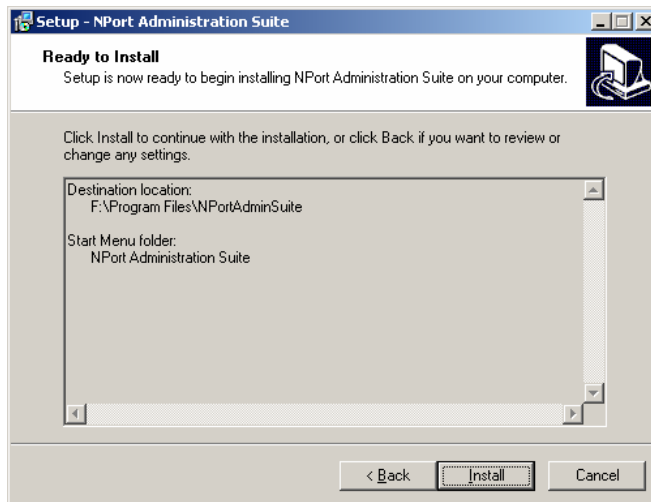 Setup - NPort Administration Suite
Ready to Install
Setup is now ready to begin installing NPort Administration Suite on your computer.
Click Install to continue with the installation, or click Back if you want to review or
change any settings.
Destination location:
F:\Program Files\NPortAdminSuite
Start Menu folder:
NPort Administration Suite
< Back
Install
Cancel